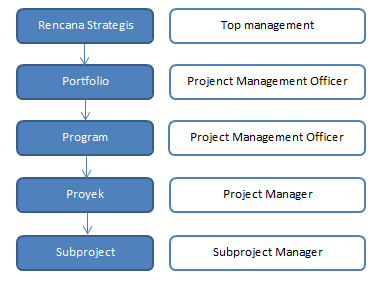 Rencana Strategis
Top management
Portfolio
Projenct Management Officer
Program
Project Management Officer
Proyek
Project Manager
Subproject
Subproject Manager